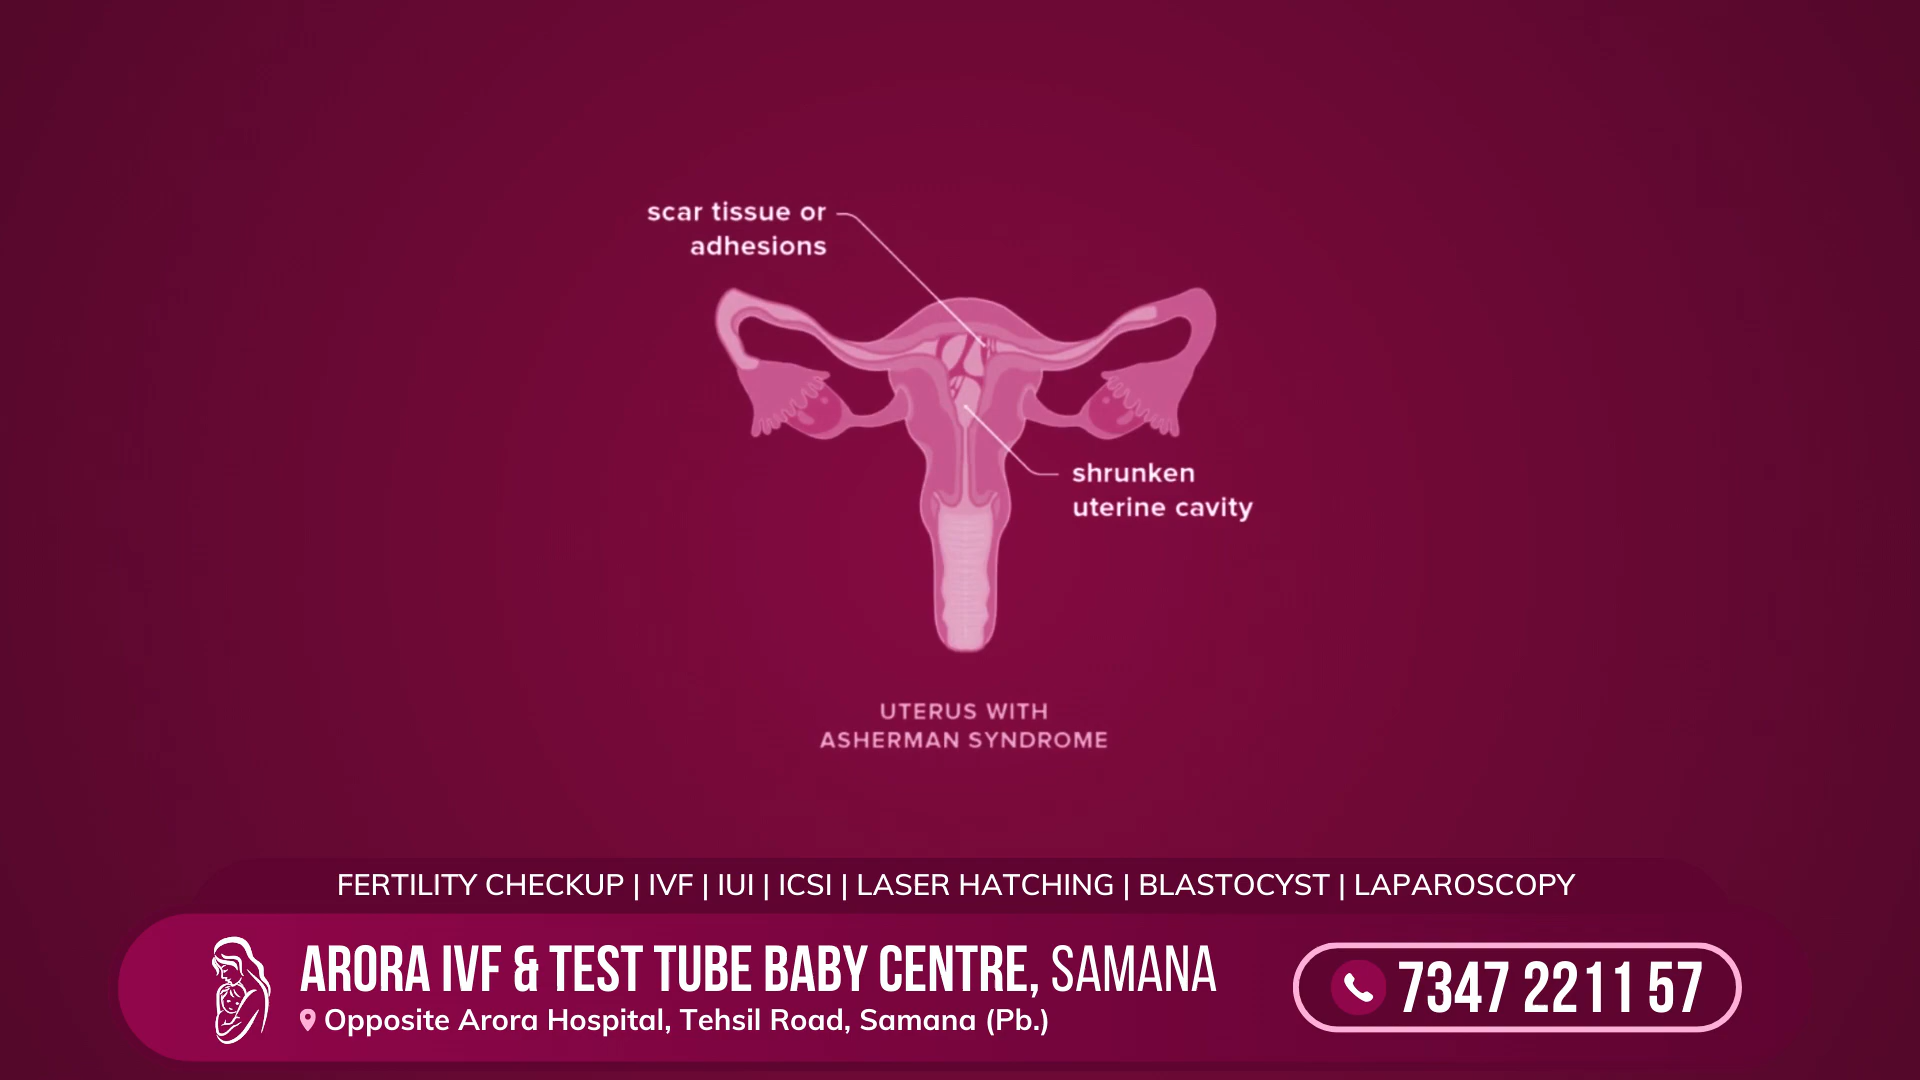 scar tissue or
adhesions
shrunken
uterine cavity
UTERUS WITH
ASHERMAN SYNDROME
FERTILITY CHECKUP | IVF | IUI | ICSI | LASER HATCHING | BLASTOCYST | LAPAROSCOPY
ARORA IVF & TEST TUBE BABY CENTRE, SAMANA
Opposite Arora Hospital, Tehsil Road, Samana (Pb.)
7347 2211 57